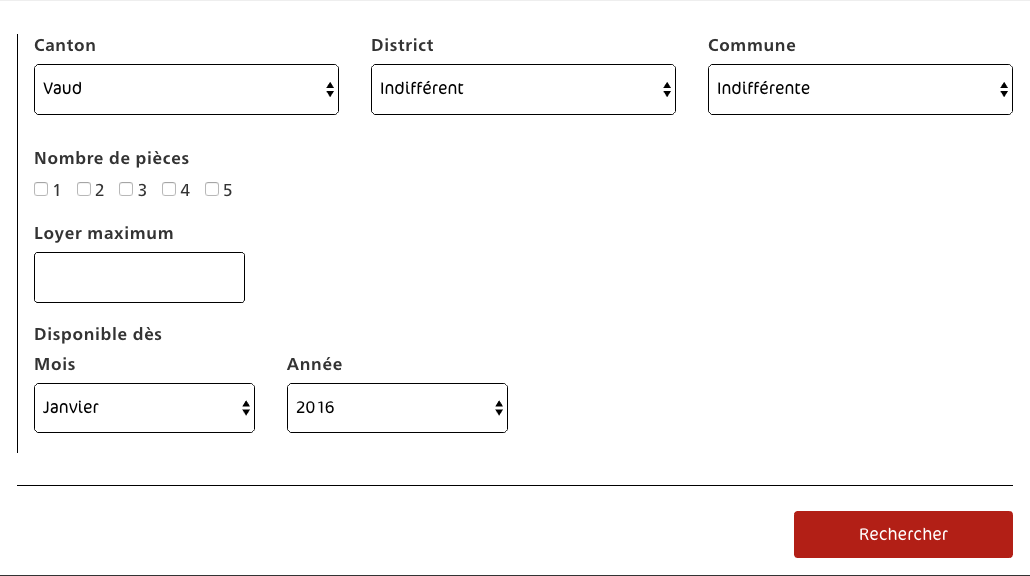 Canton District Commune
Vaud Indifférent Indifférente
Nombre de pièces
1 2 3 4 5
Loyer maximum
Disponible dès
Mois Année
Janvier 2016
Rechercher